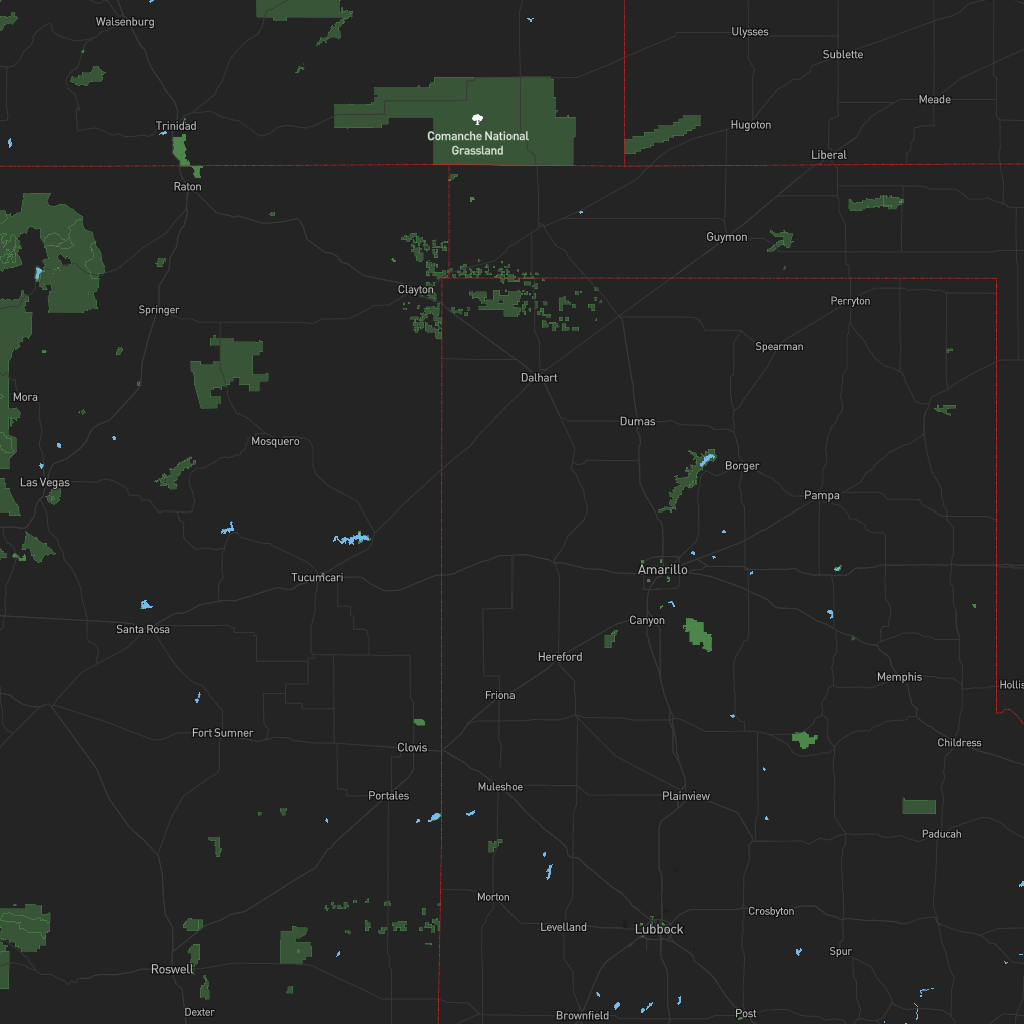 Walsenburg
Ulysses
Sublette
Meade
Trinidad
Hugoton
Comanche National
Grassland
Liberal
Raton
Guymon
Clayton
Perryton
Springer
Spearman
Dalhart
Mora
Dumas
Mosquero
Borger
Las Vegas
Pampa
Amarillo
Tucumcari
Canyon
Santa Rosa
Hereford
Memphis
Hollis
Friona
Fort Sumner
Childress
Clovis
Muleshoe
Portales
Plainview
Paducah
Morton
Crosbyton
Levelland
Lubbock
Spur
Roswell
Dexter
Brownfield
Post